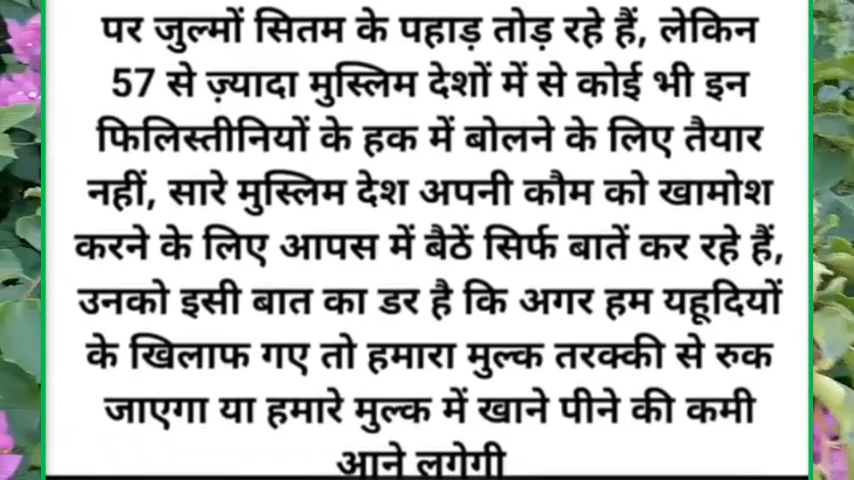 पर जुल्मों सितम के पहाड़ तोड़ रहे हैं, लेकिन
57 से ज़्यादा मुस्लिम देशों में से कोई भी इन
फिलिस्तीनियों के हक में बोलने के लिए तैयार
नहीं, सारे मुस्लिम देश अपनी कौम को खामोश
करने के लिए आपस में बैठें सिर्फ बातें कर रहे हैं,
उनको इसी बात का डर है कि अगर हम यहूदियों
के खिलाफ गए तो हमारा मुल्क तरक्की से रुक
जाएगा या हमारे मुल्क में खाने पीने की कमी
आने लगेगी